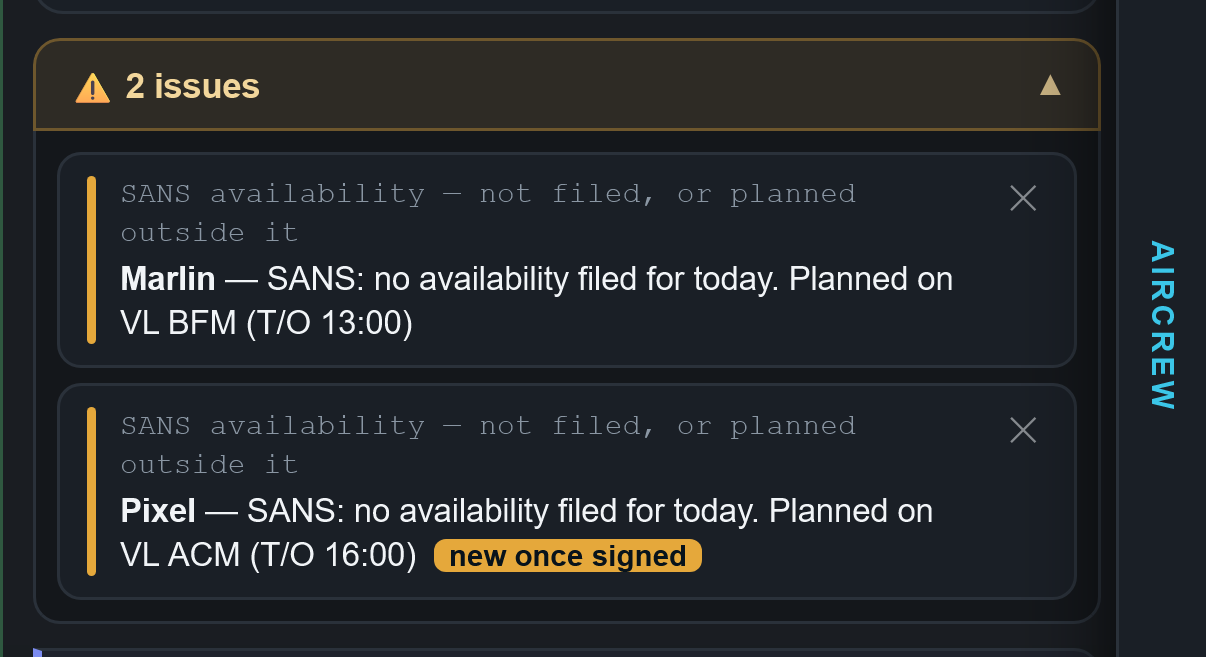 2 issues
SANS availability — not filed, or planned
outside it
Marlin — SANS: no availability filed for today. Planned on
VL BFM (T/O 13:00)
SANS availability — not filed, or planned
outside it
Pixel — SANS: no availability filed for today. Planned on
VL ACM (T/O 16:00) new once signed
AIRCREW